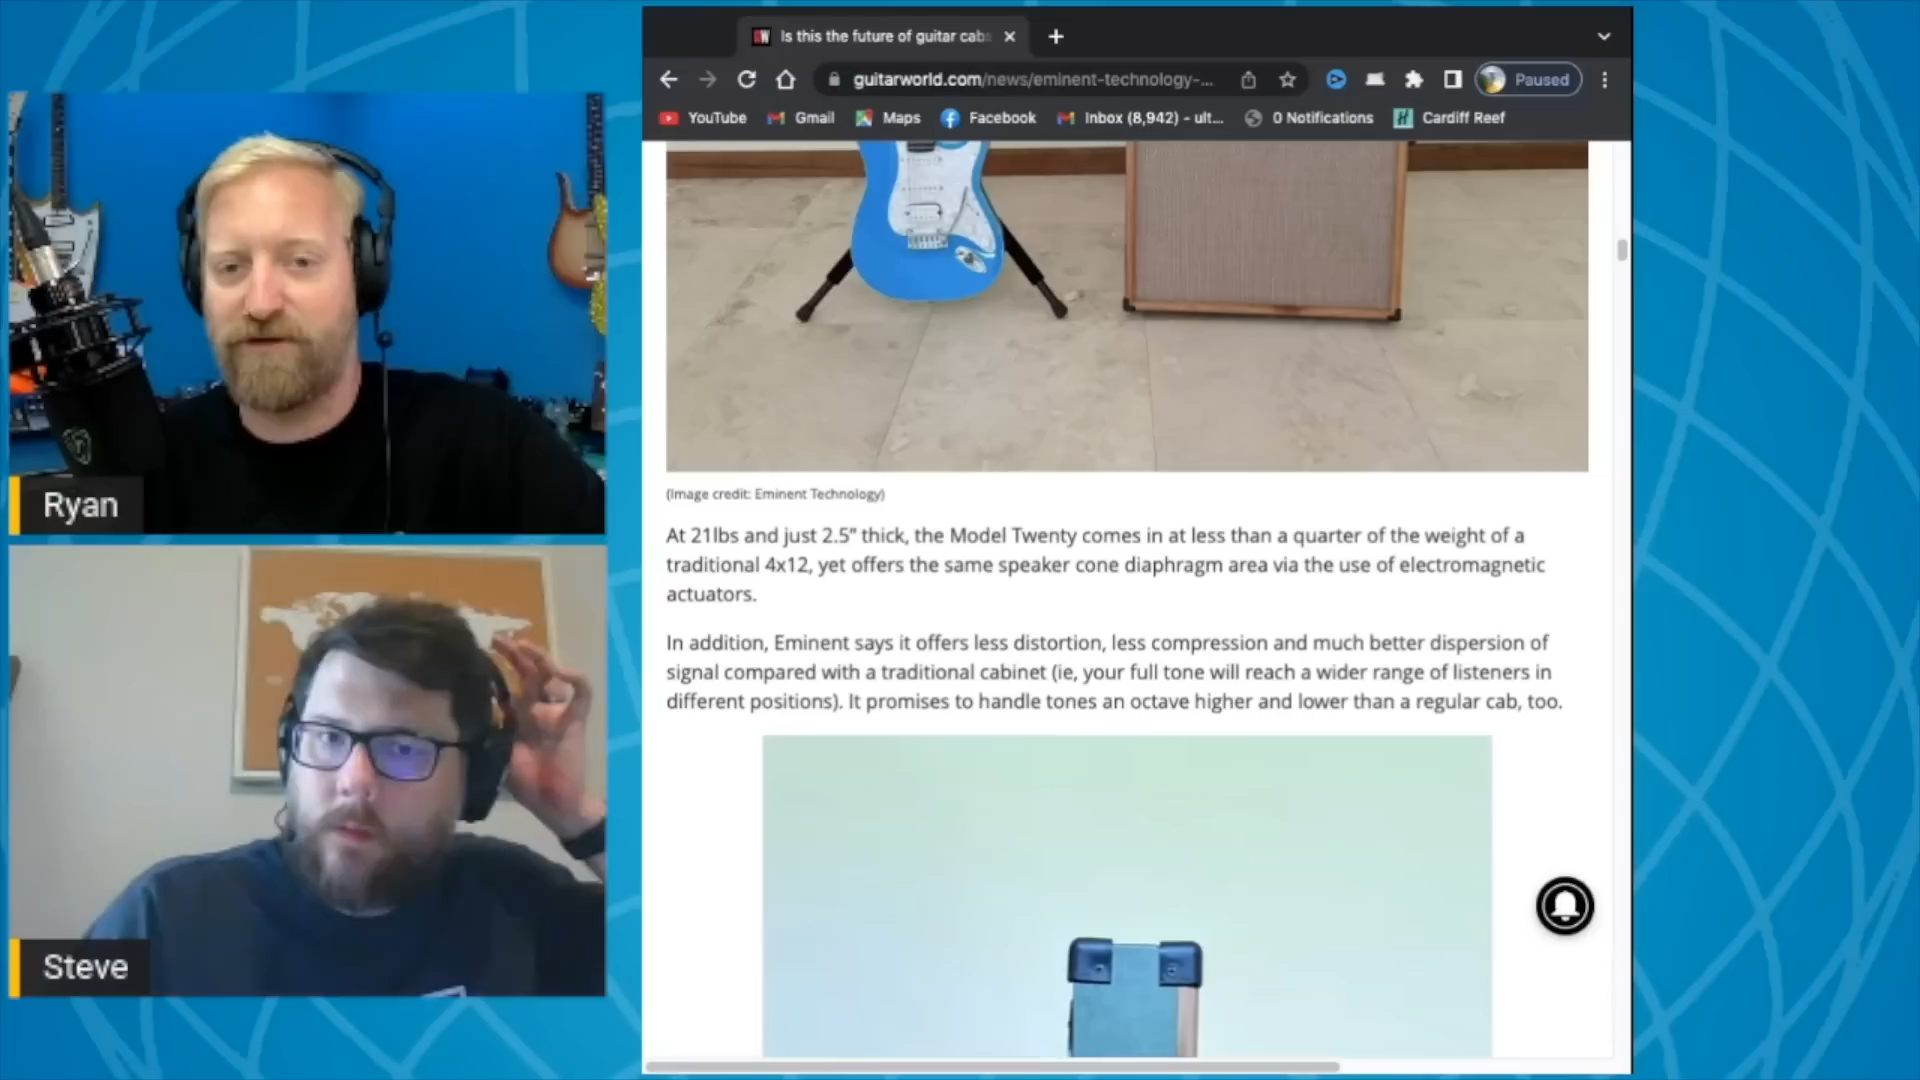 Is this the future of guitar cabs
guitarworld.com/news/eminent-technology-...
Paused
YouTube
Gmail
Maps
Facebook
Inbox (8,942) - ult...
0 Notifications
Cardiff Reef
Ryan
(Image credit: Eminent Technology)
At 21lbs and just 2.5” thick, the Model Twenty comes in at less than a quarter of the weight of a
traditional 4x12, yet offers the same speaker cone diaphragm area via the use of electromagnetic
actuators.
In addition, Eminent says it offers less distortion, less compression and much better dispersion of
signal compared with a traditional cabinet (ie, your full tone will reach a wider range of listeners in
different positions). It promises to handle tones an octave higher and lower than a regular cab, too.
Steve